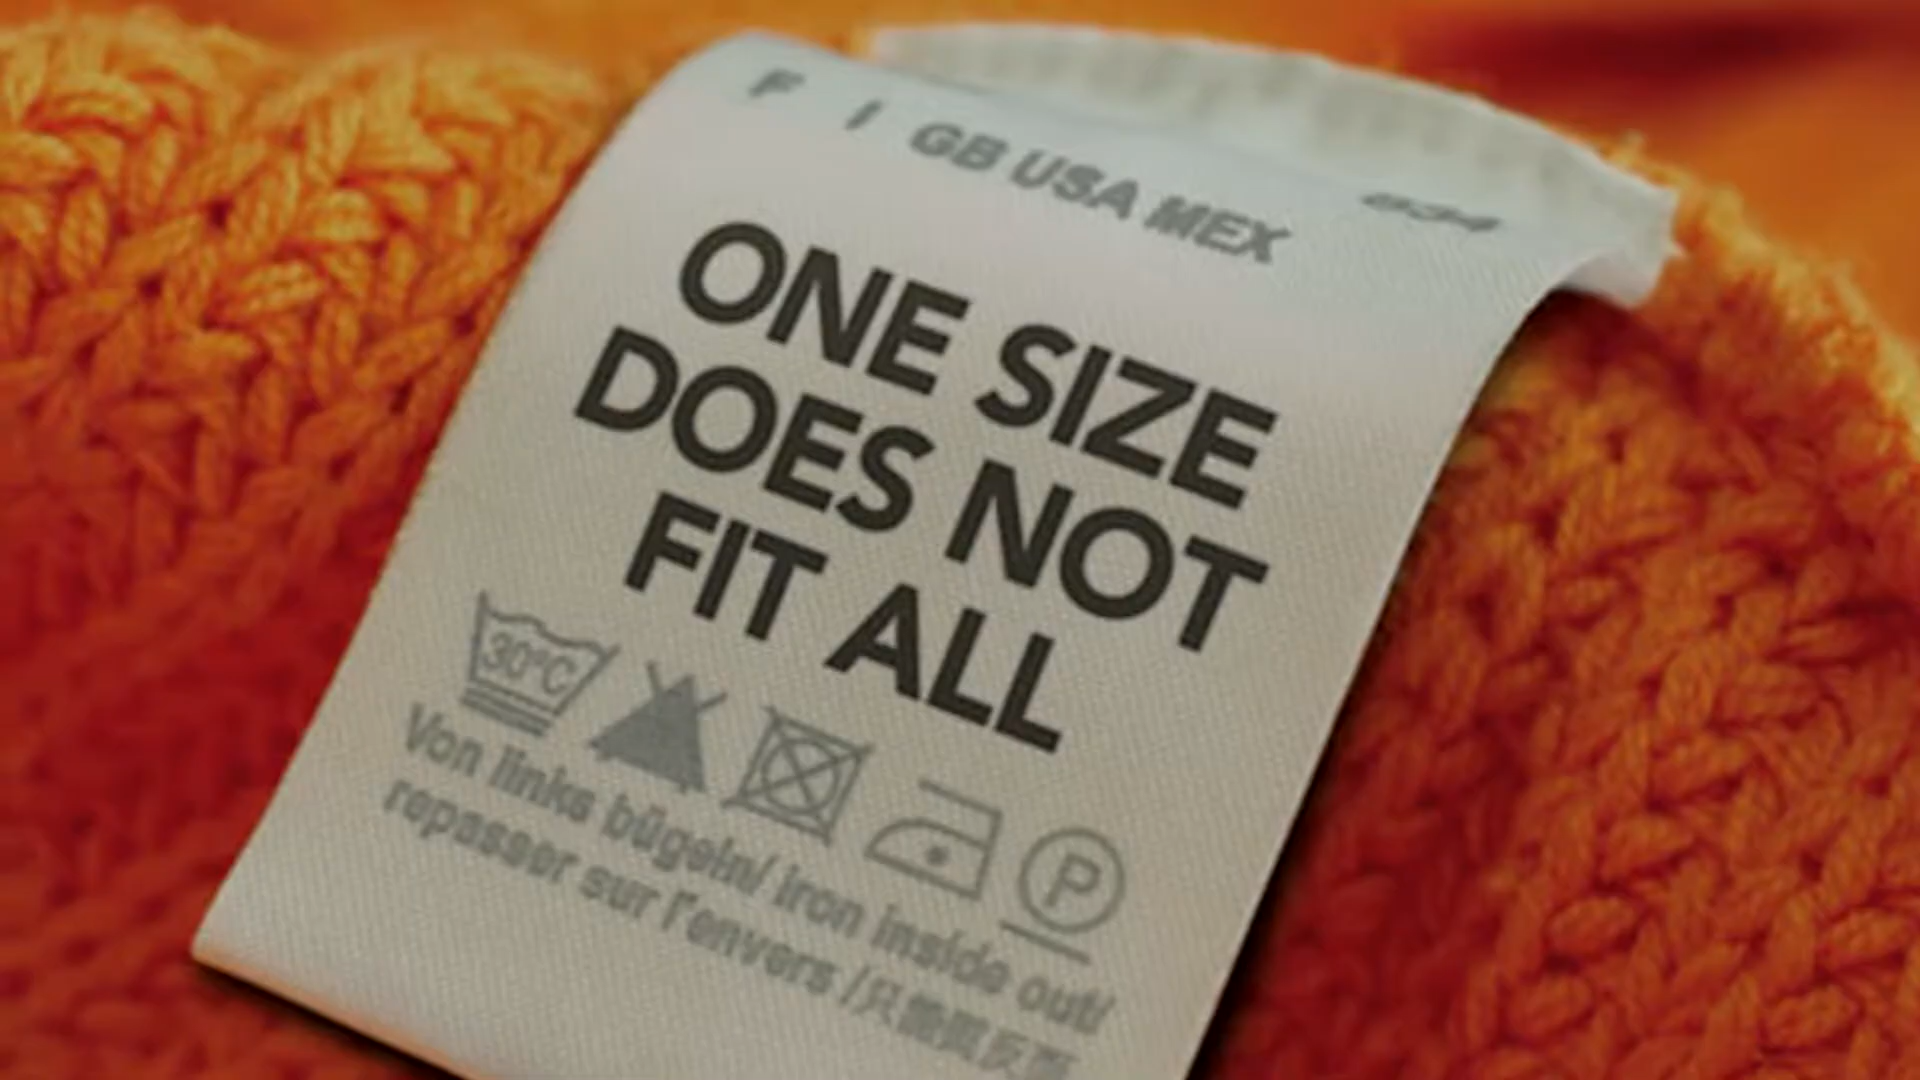 F I GB USA MEX
ONE SIZE
DOES NOT
FIT ALL
30°C
P
Von links bügeln/ iron inside out/
repasser sur l'envers /